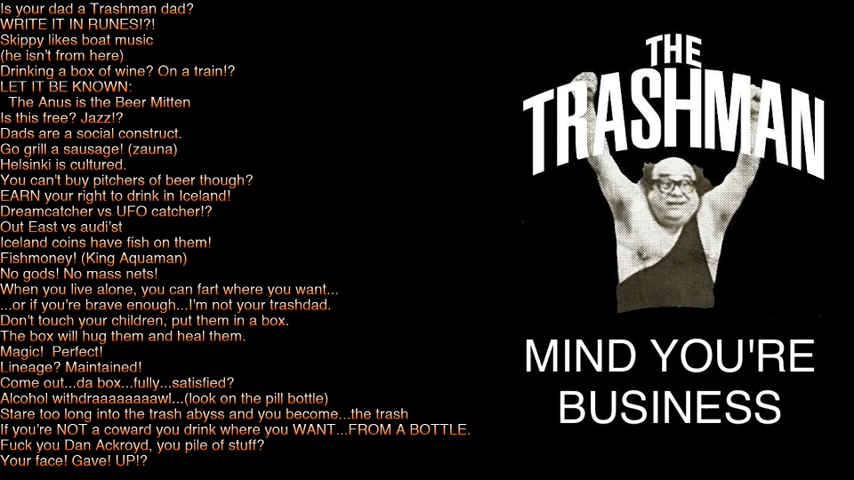 Is your dad a Trashman dad?
WRITE IT IN RUNES!?!
Skippy likes boat music
(he isn't from here)
Drinking a box of wine? On a train!?
LET IT BE KNOWN:
The Anus is the Beer Mitten
Is this free? Jazz!?
Dads are a social construct.
Go grill a sausage! (zauna)
Helsinki is cultured.
You can't buy pitchers of beer though?
EARN your right to drink in Iceland!
Dreamcatcher vs UFO catcher!?
Out East vs audi'st
Iceland coins have fish on them!
Fishmoney! (King Aquaman)
No gods! No mass nets!
When you live alone, you can fart where you want...
...or if you're brave enough...I'm not your trashdad.
Don't touch your children, put them in a box.
The box will hug them and heal them.
Magic!  Perfect!
Lineage? Maintained!
Come out...da box...fully...satisfied?
Alcohol withdraaaaaaaawl...(look on the pill bottle)
Stare too long into the trash abyss and you become...the trash
If you're NOT a coward you drink where you WANT...FROM A BOTTLE.
Fuck you Dan Ackroyd, you pile of stuff?
Your face! Gave! UP!?
THE
TRASHMAN
MIND YOU'RE
BUSINESS